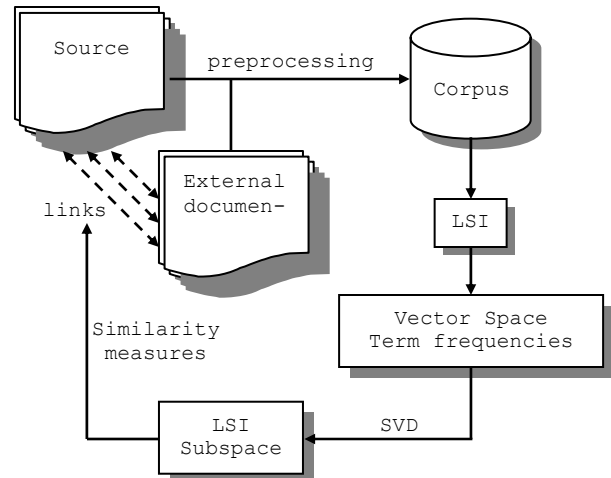 Source
preprocessing
Corpus
External
documen-
links
LSI
Vector Space
Term frequencies
Similarity
measures
SVD
LSI
Subspace